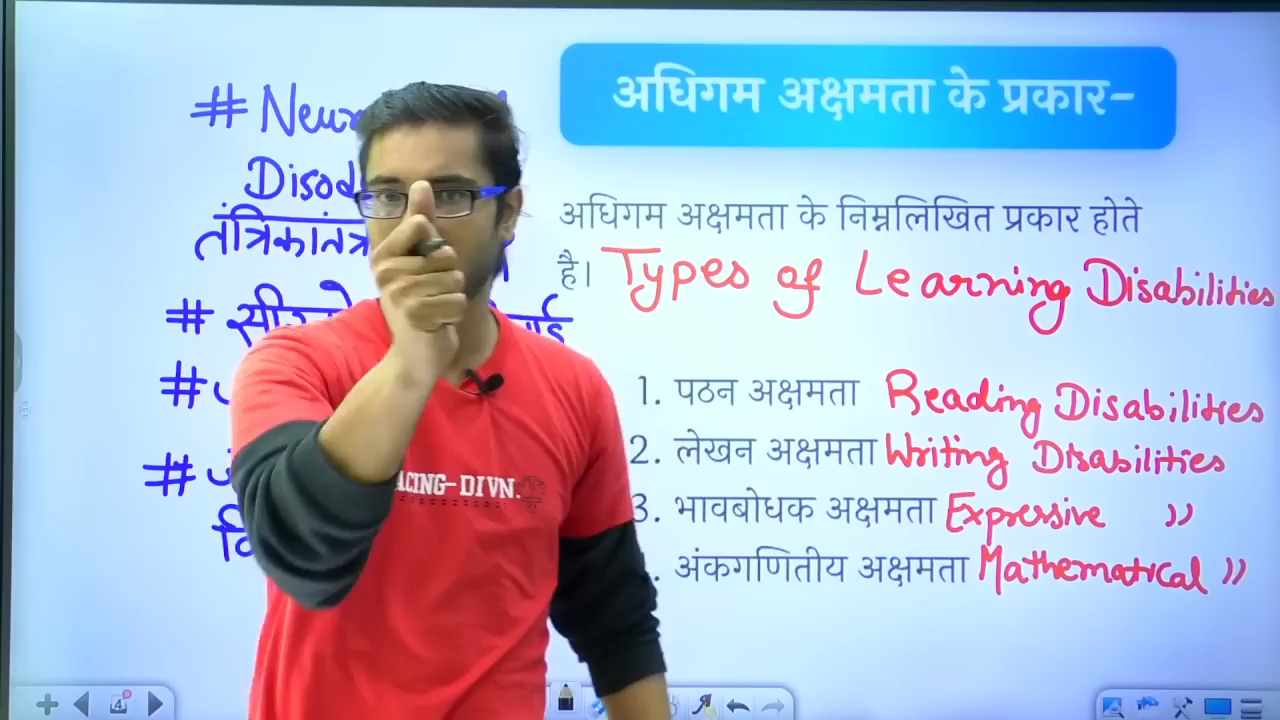 अधिगम अक्षमता के प्रकार-
#
तंत्रिकातंत्र
#
#
#
अधिगम अक्षमता के निम्नलिखित प्रकार होते
है। Types of Learning Disabilities
1. पठन अक्षमता Reading Disabilities
2. लेखन अक्षमता Writing Disabilities
3. भावबोधक अक्षमता Expressive ))
. अंकगणितीय अक्षमता Mathematical ))
ACING-DIVN.
4